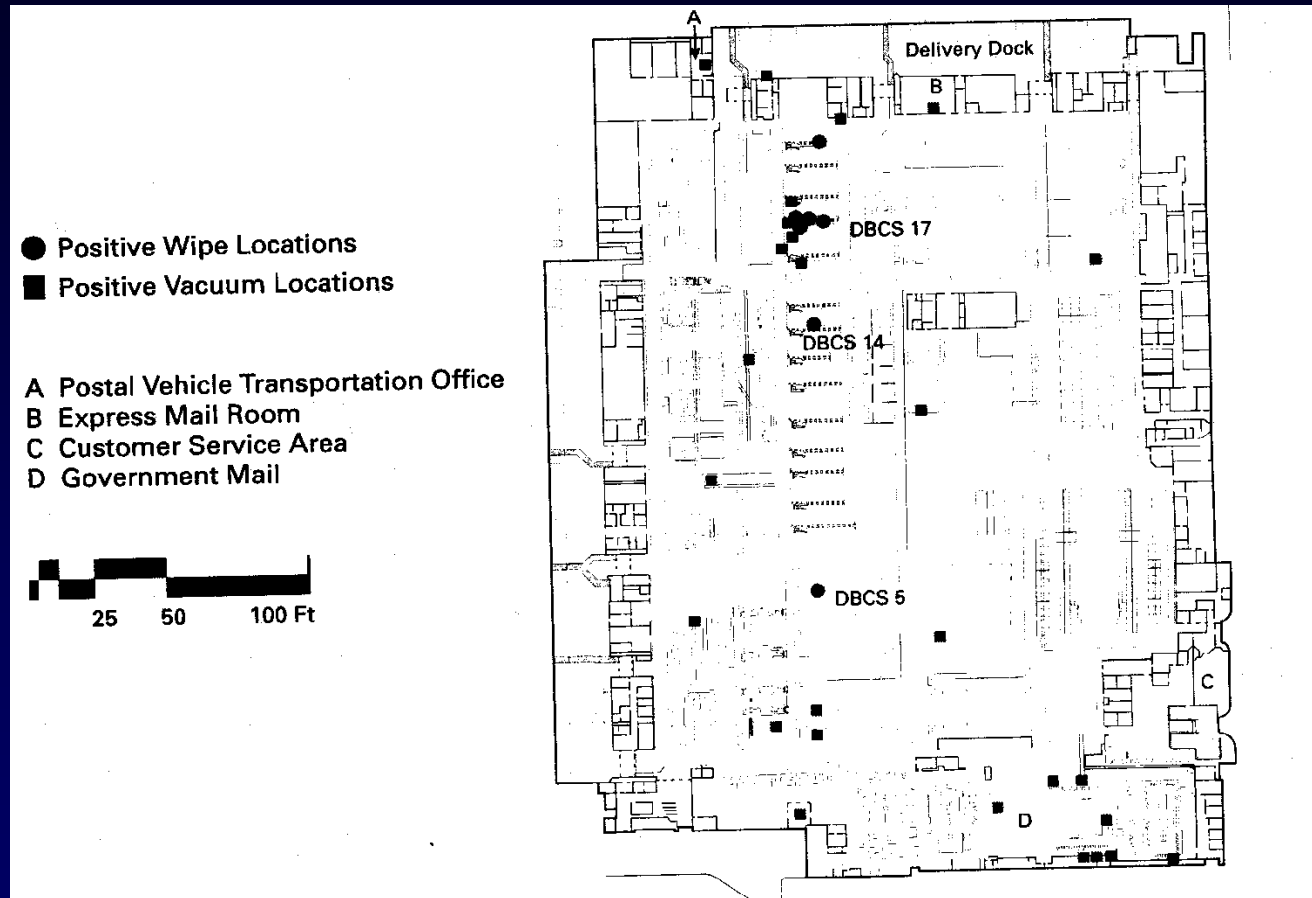 A
Delivery Dock
B
Positive Wipe Locations
DBCS 17
Positive Vacuum Locations
DBCS 14
A Postal Vehicle Transportation Office
B Express Mail Room
C Customer Service Area
D Government Mail
25 50 100 Ft
DBCS 5
C
D